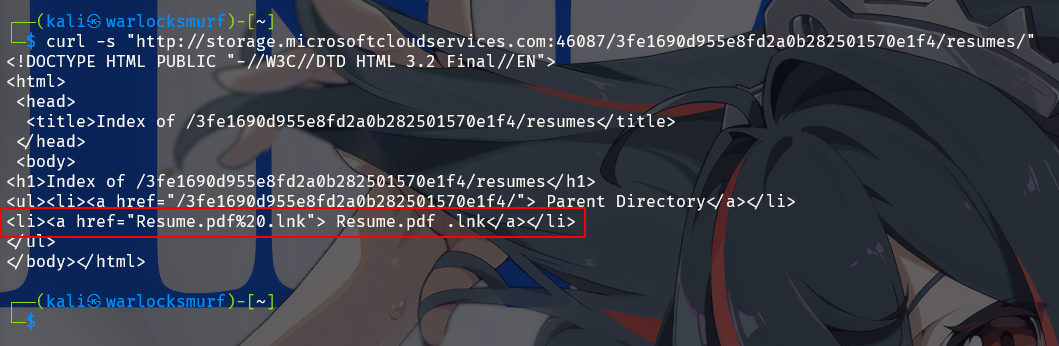 ┌──(kali㉿warlocksmurf)-[~]
└─$ curl -s "http://storage.microsoftcloudservices.com:46087/3fe1690d955e8fd2a0b282501570e1f4/resumes/"
<!DOCTYPE HTML PUBLIC "-//W3C//DTD HTML 3.2 Final//EN">
<html>
 <head>
  <title>Index of /3fe1690d955e8fd2a0b282501570e1f4/resumes</title>
 </head>
 <body>
<h1>Index of /3fe1690d955e8fd2a0b282501570e1f4/resumes</h1>
<ul><li><a href="/3fe1690d955e8fd2a0b282501570e1f4/"> Parent Directory</a></li>
<li><a href="Resume.pdf%20.lnk"> Resume.pdf .lnk</a></li>
</ul>
</body></html>
┌──(kali㉿warlocksmurf)-[~]
└─$